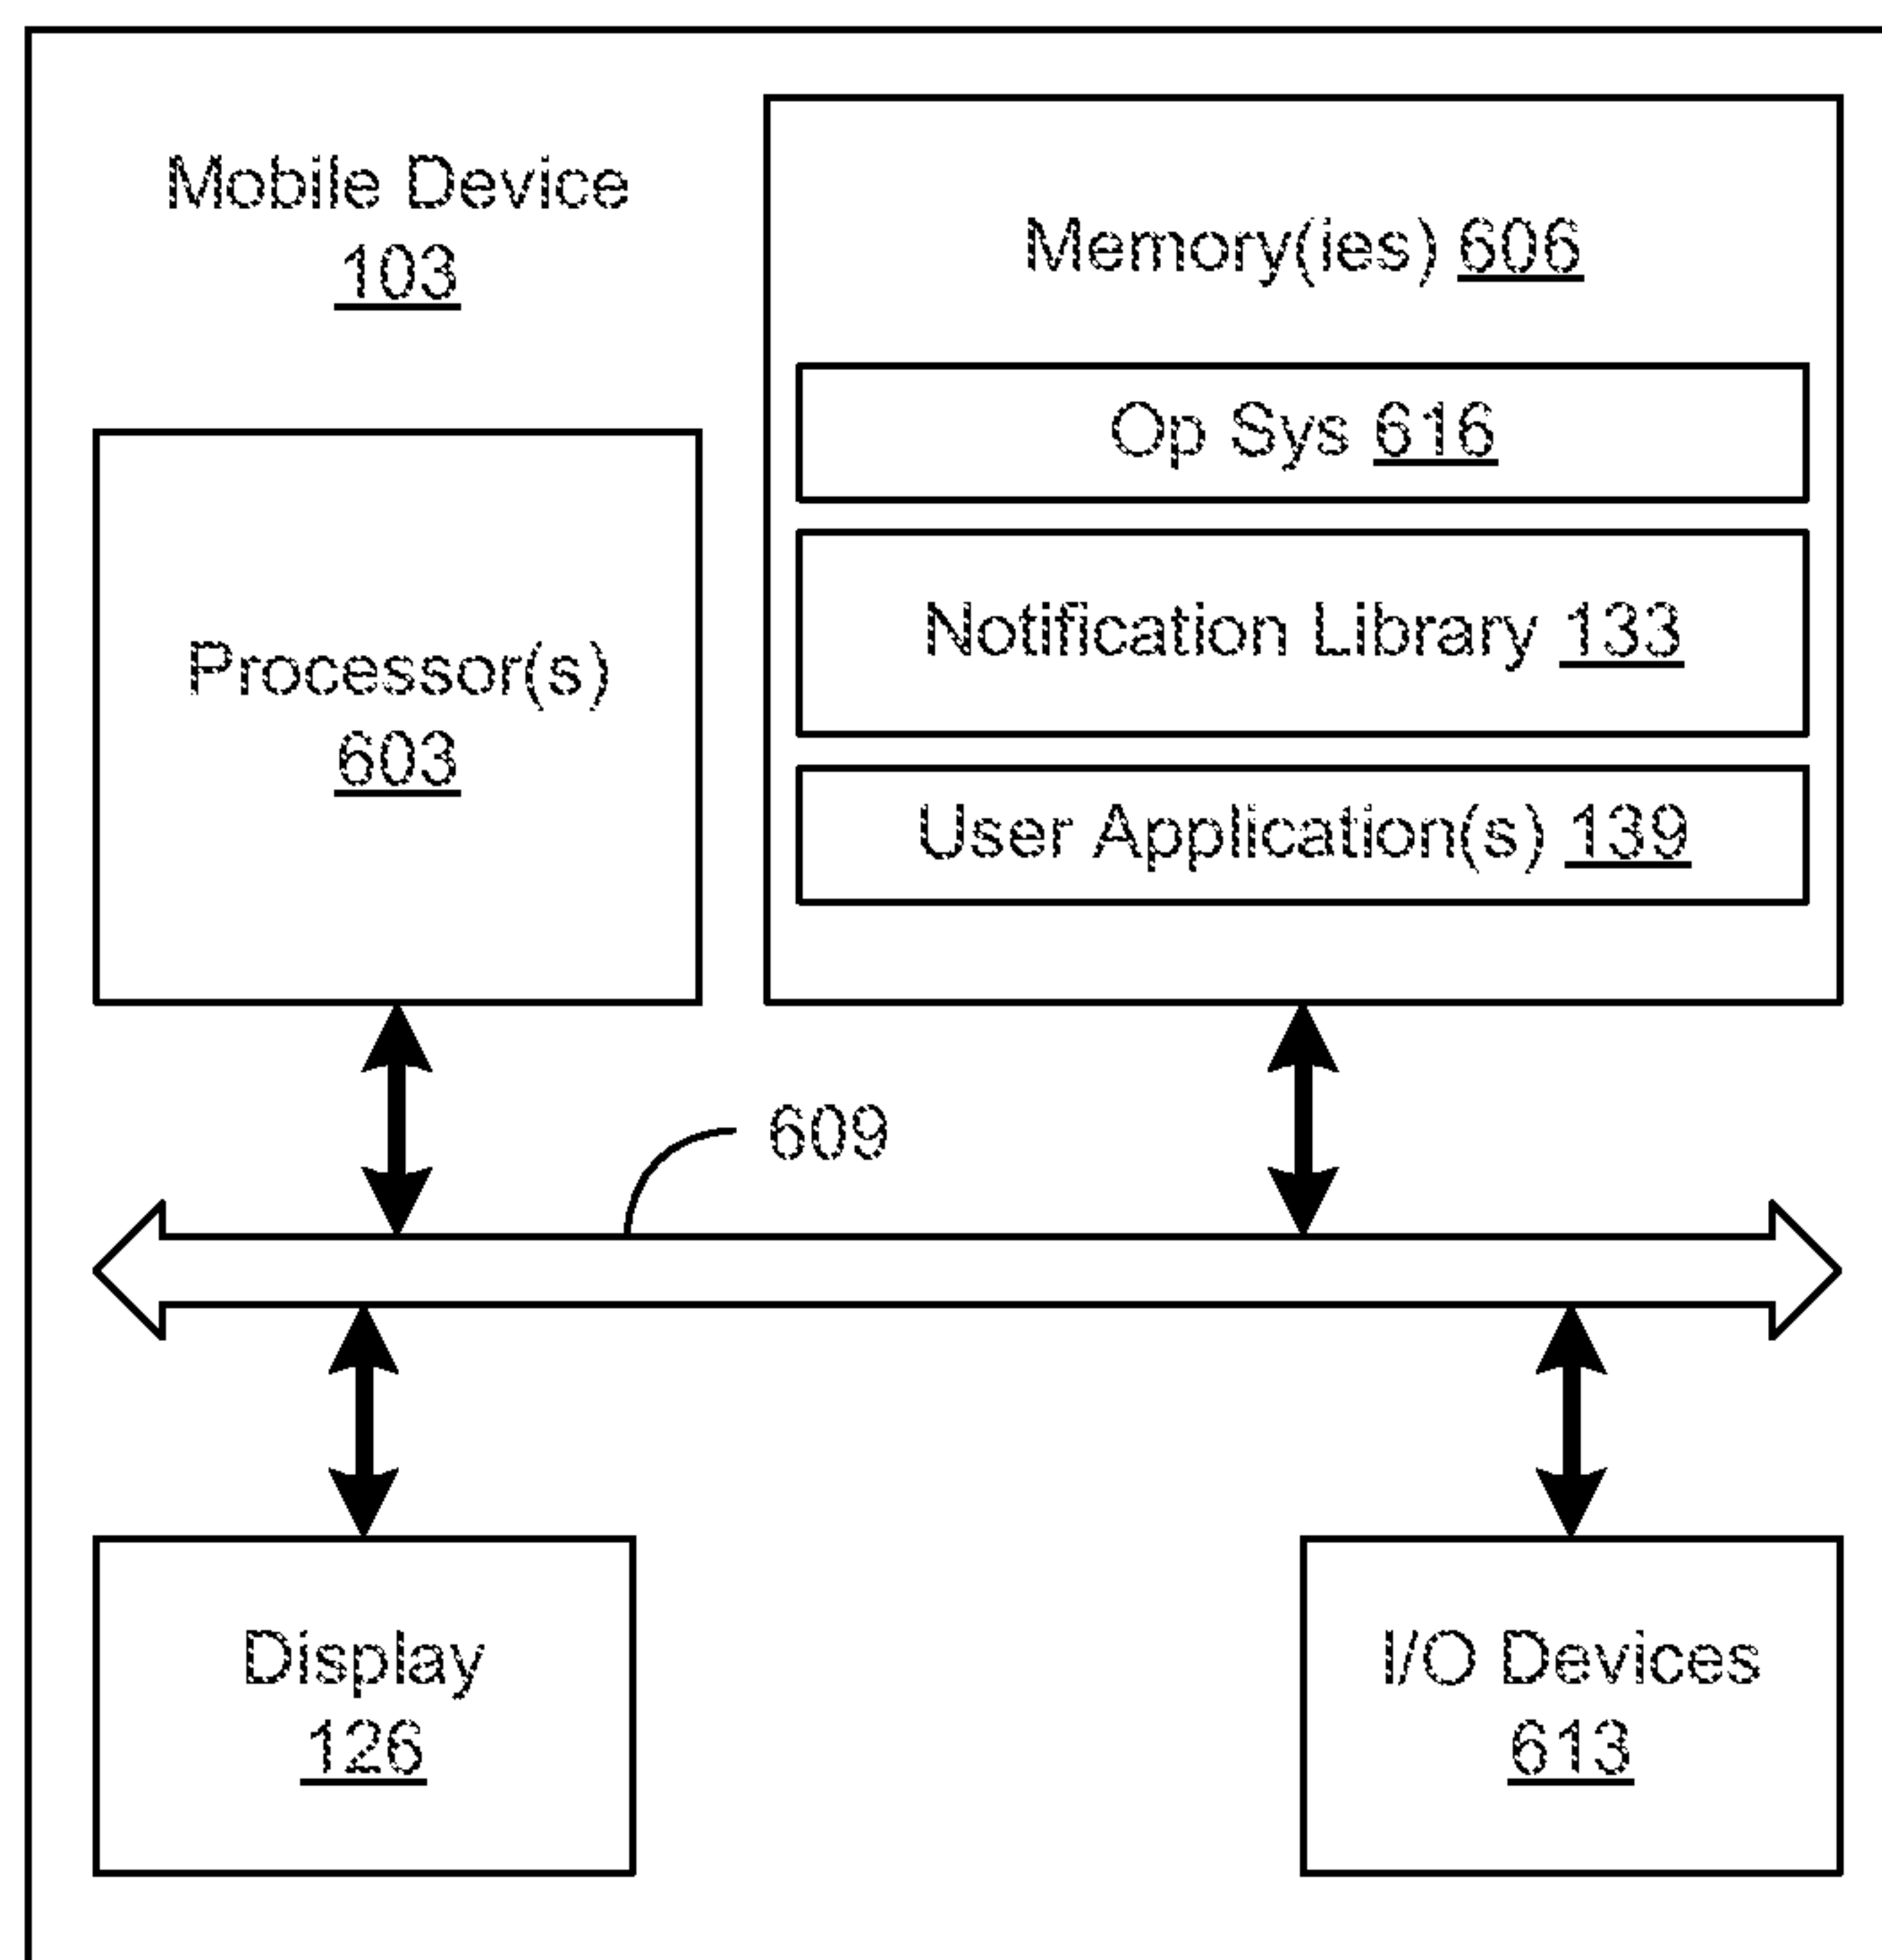 Mobile Device
103
Memory(ies) 606
Op Sys 616
Notification Library 133
User Application(s) 139
Processor(s)
603
609
Display
126
I/O Devices
613